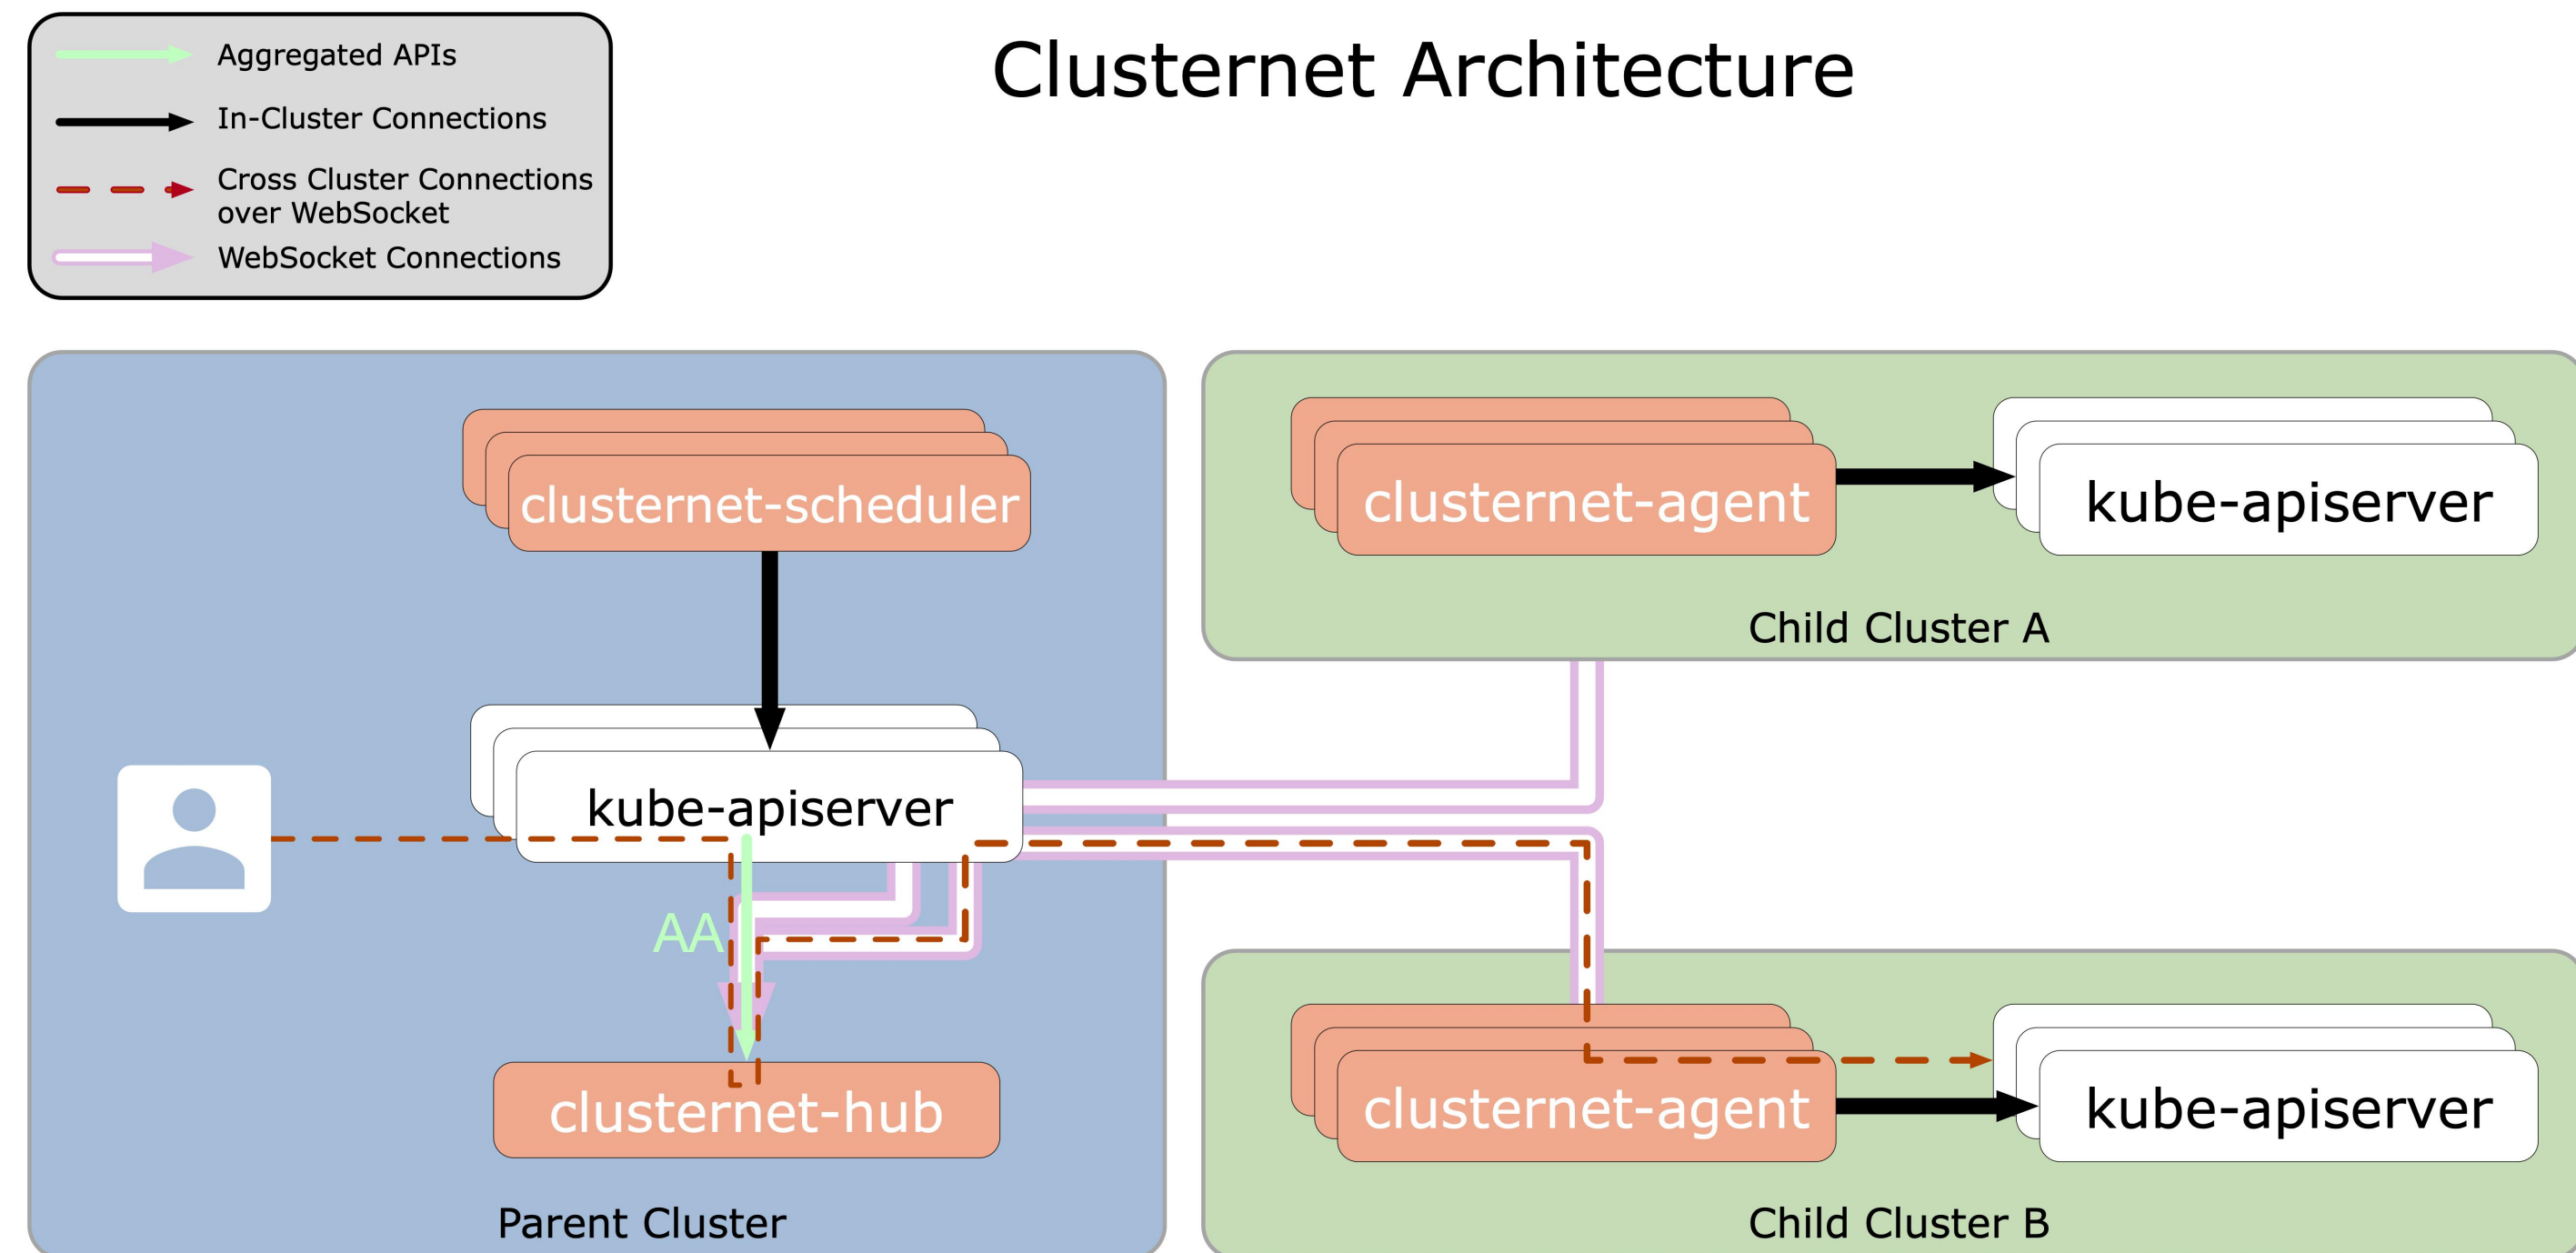 Clusternet Architecture
Aggregated APIs
In-Cluster Connections
Cross Cluster Connections
over WebSocket
WebSocket Connections
clusternet-scheduler
kube-apiserver
AA
clusternet-hub
Parent Cluster
clusternet-agent
kube-apiserver
Child Cluster A
clusternet-agent
kube-apiserver
Child Cluster B